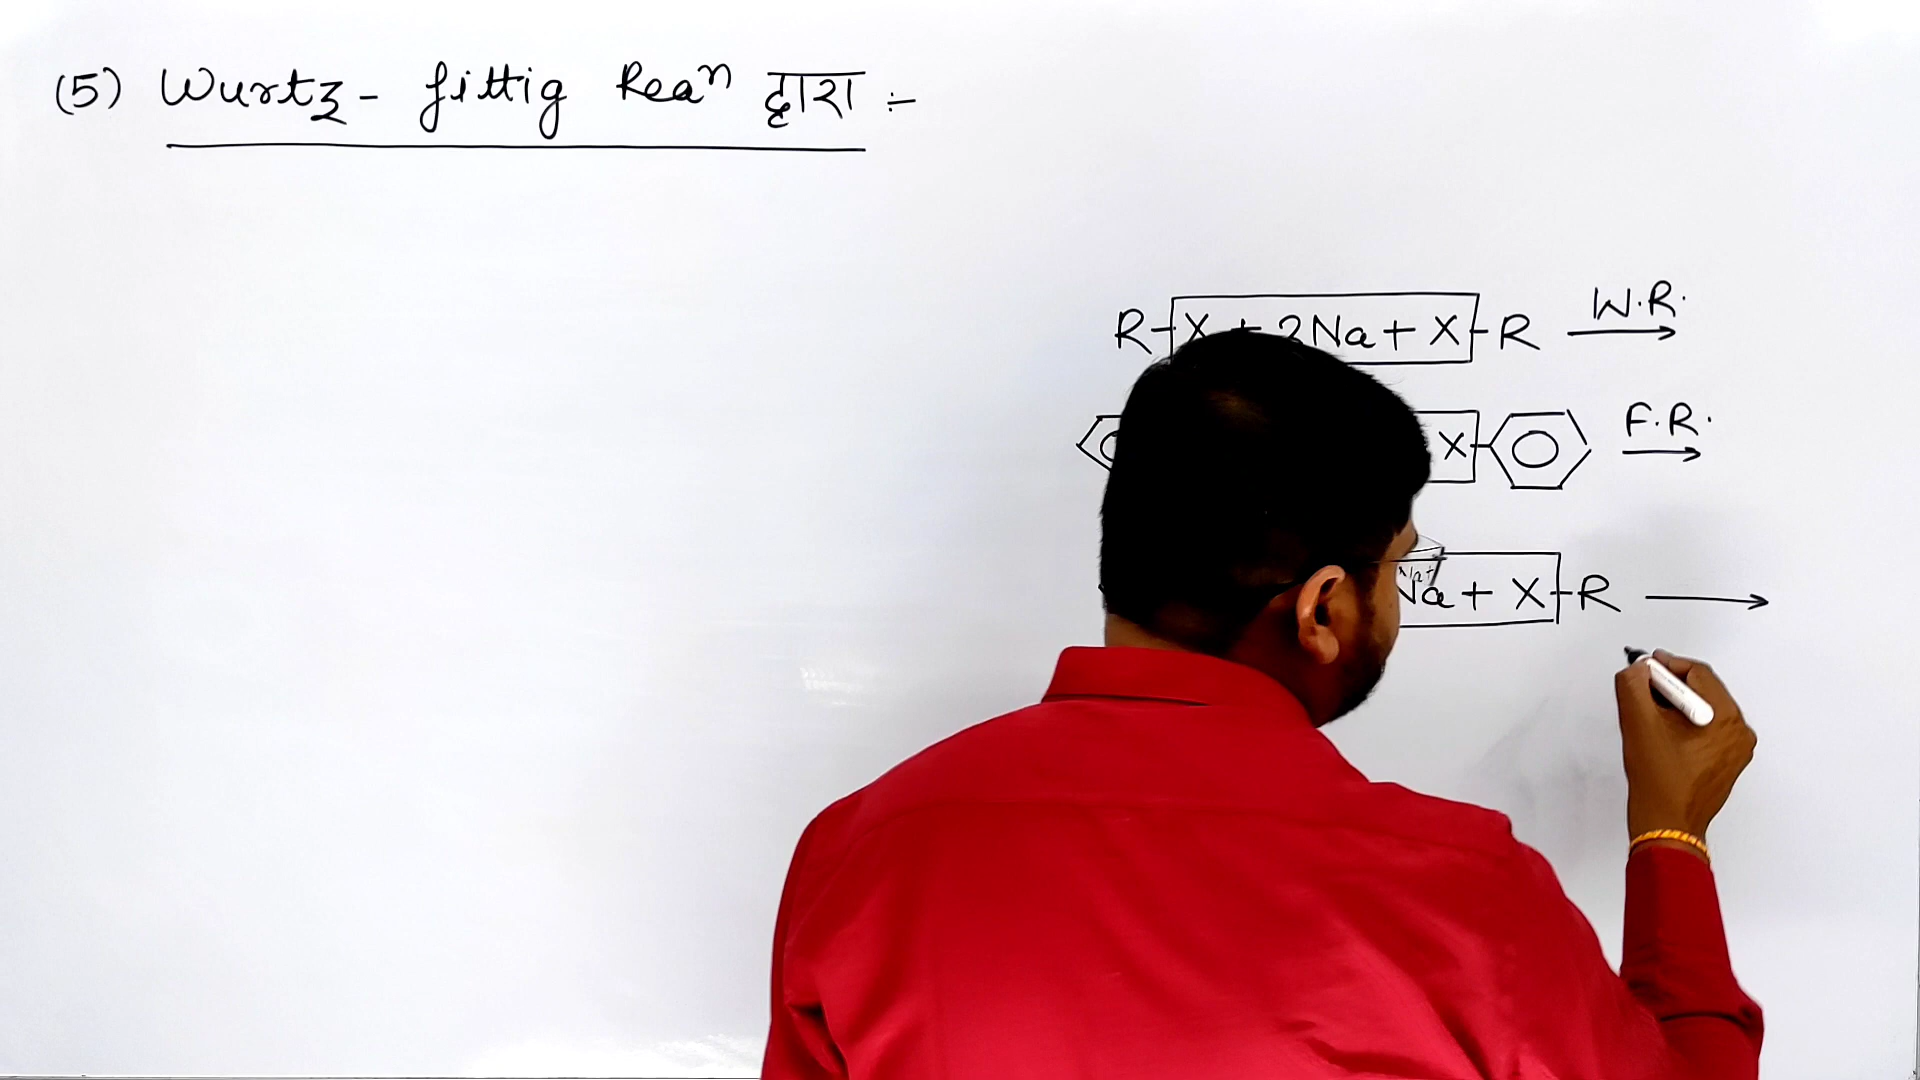 (5) Wurtz - fittig Reaⁿ द्वारा :-
R-X + 2Na + X-R W.R.
X- F.R.
Na + X-R